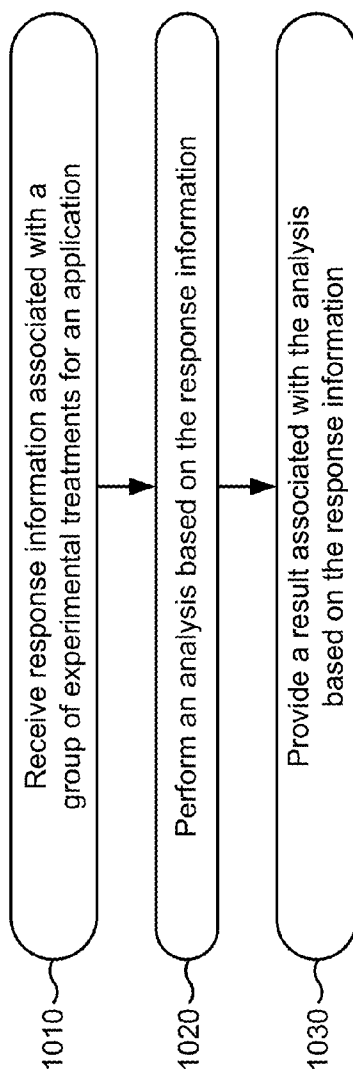 1010
Receive response information associated with a
group of experimental treatments for an application
1020
Perform an analysis based on the response information
1030
Provide a result associated with the analysis
based on the response information